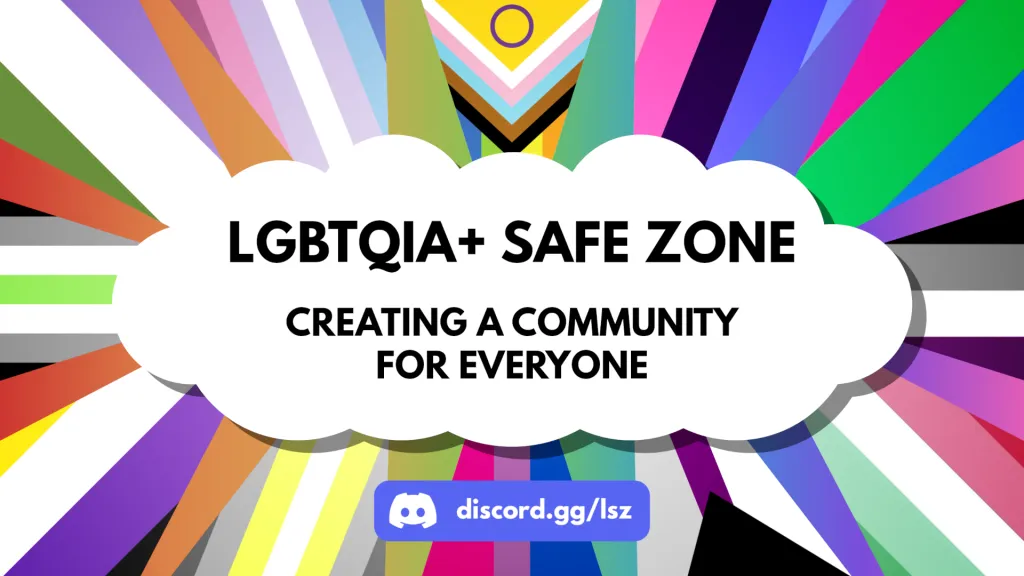 LGBTQIA+ SAFE ZONE
CREATING A COMMUNITY
FOR EVERYONE
discord.gg/lsz